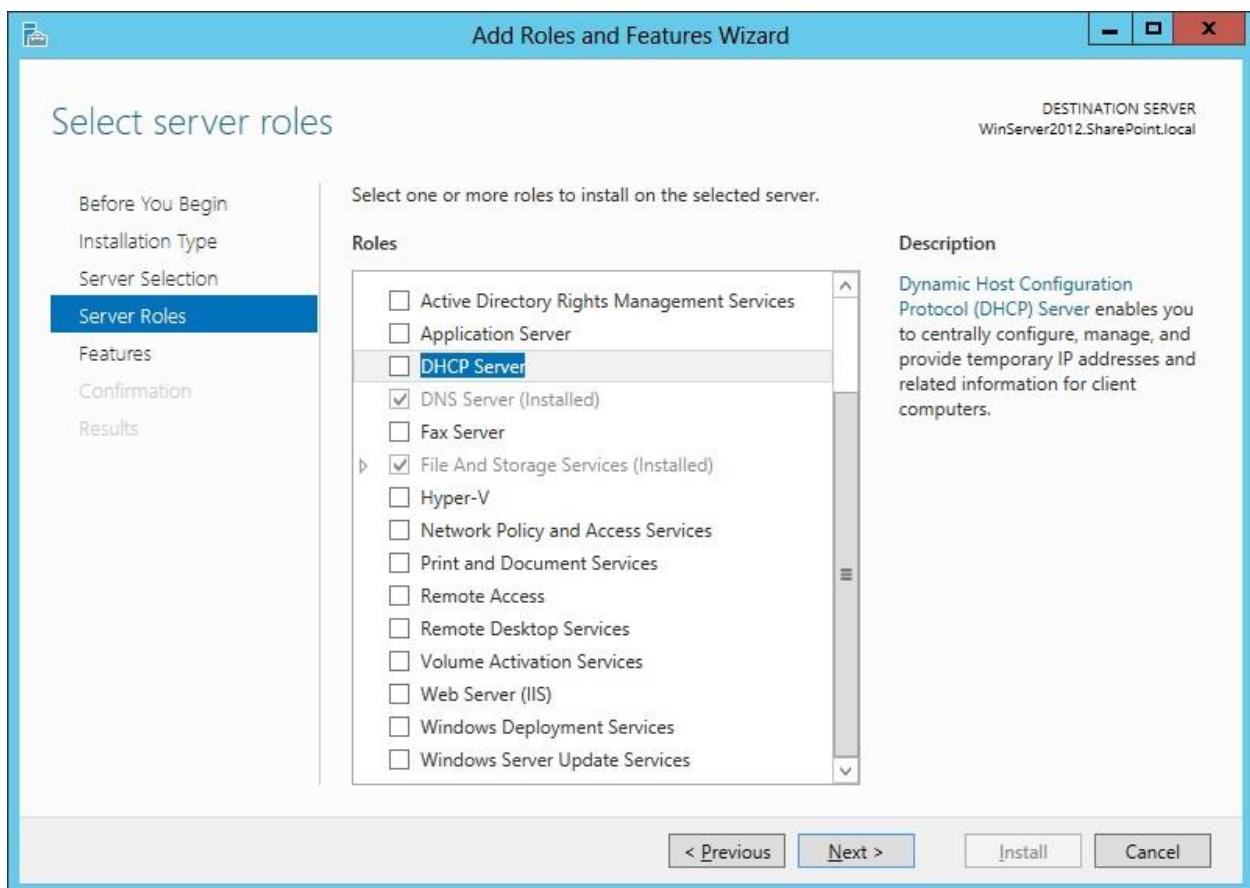 Add Roles and Features Wizard
Select server roles
DESTINATION SERVER
WinServer2012.SharePoint.local
Before You Begin
Installation Type
Server Selection
Server Roles
Features
Confirmation
Results
Select one or more roles to install on the selected server.
Roles
Active Directory Rights Management Services
Application Server
DHCP Server
DNS Server (Installed)
Fax Server
File And Storage Services (Installed)
Hyper-V
Network Policy and Access Services
Print and Document Services
Remote Access
Remote Desktop Services
Volume Activation Services
Web Server (IIS)
Windows Deployment Services
Windows Server Update Services
Description
Dynamic Host Configuration
Protocol (DHCP) Server enables you
to centrally configure, manage, and
provide temporary IP addresses and
related information for client
computers.
< Previous
Next >
Install
Cancel